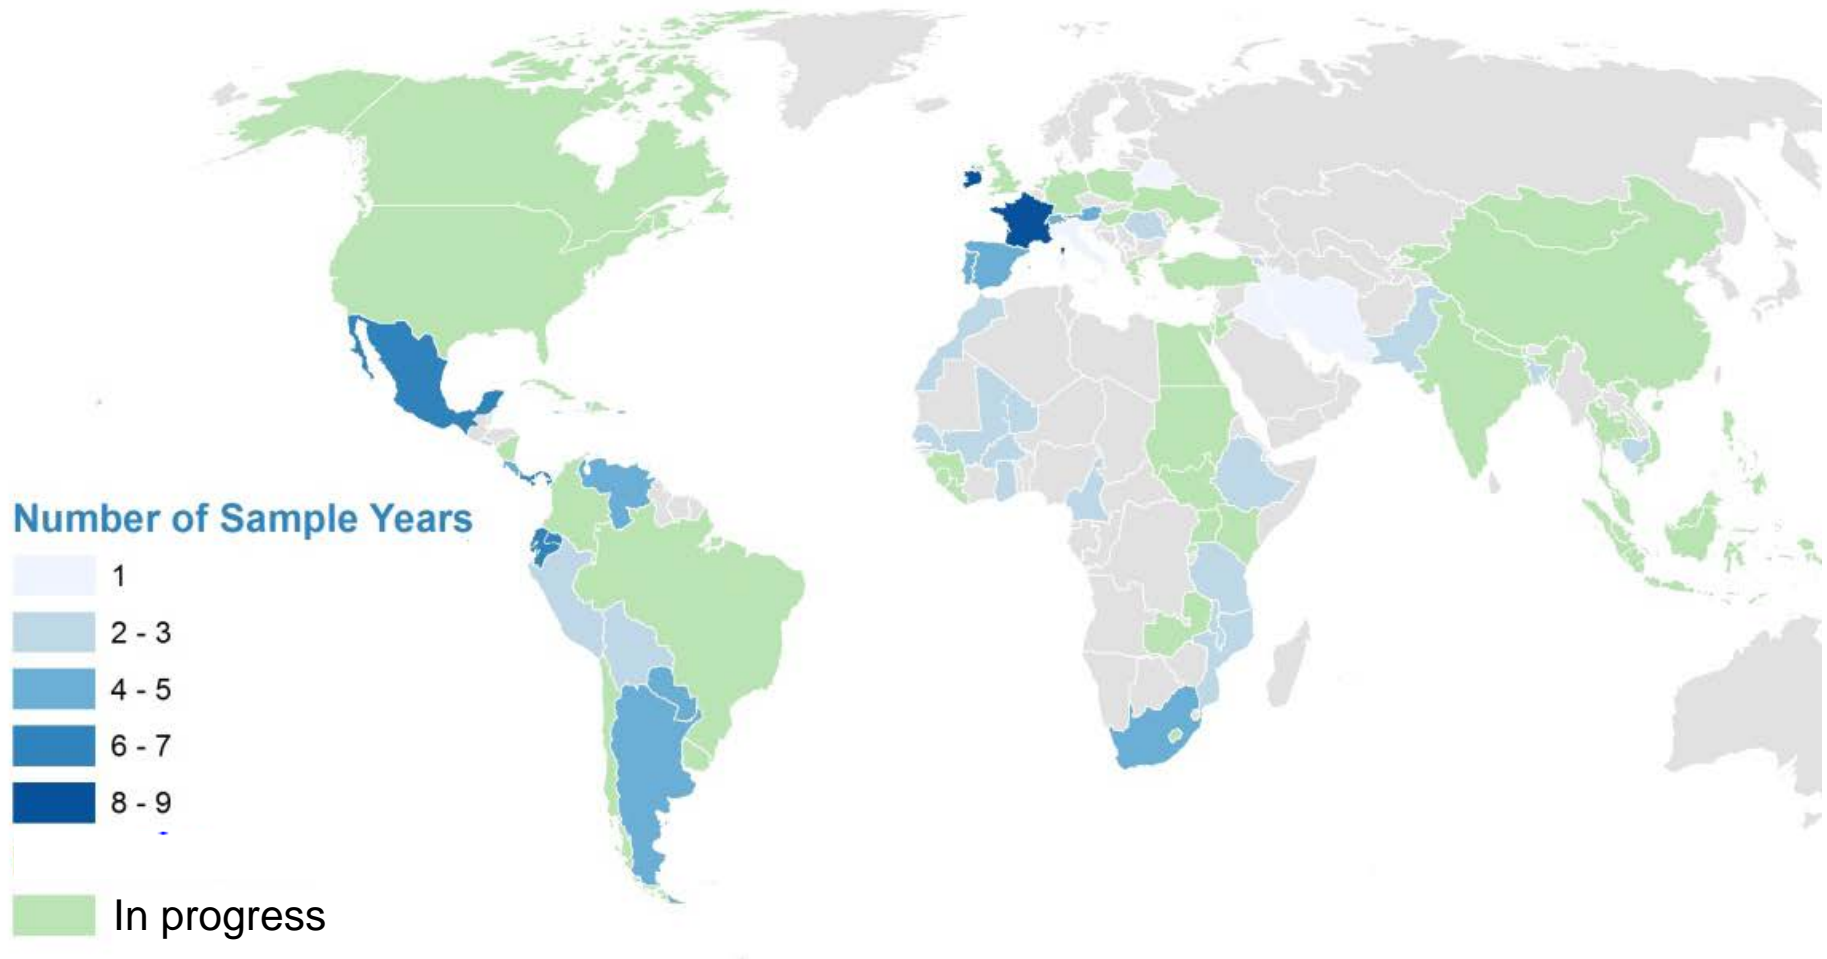 Number of Sample Years
1
2 - 3
4 - 5
6 - 7
8 - 9
In progress